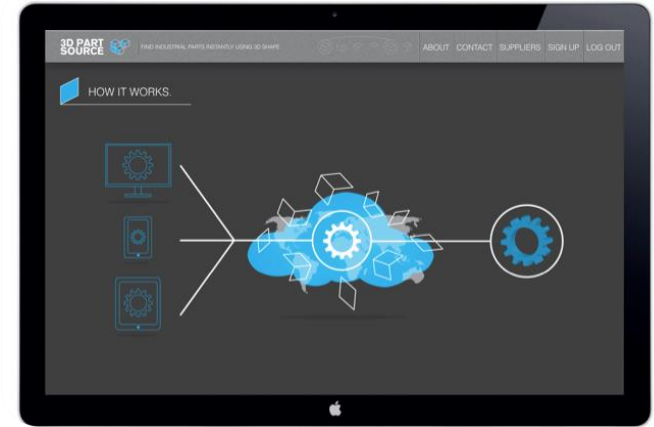 3D PART
SOURCE
FIND INDUSTRIAL PARTS INSTANTLY USING 3D SHAPE
ABOUT CONTACT SUPPLIERS SIGN UP LOG OUT
HOW IT WORKS.